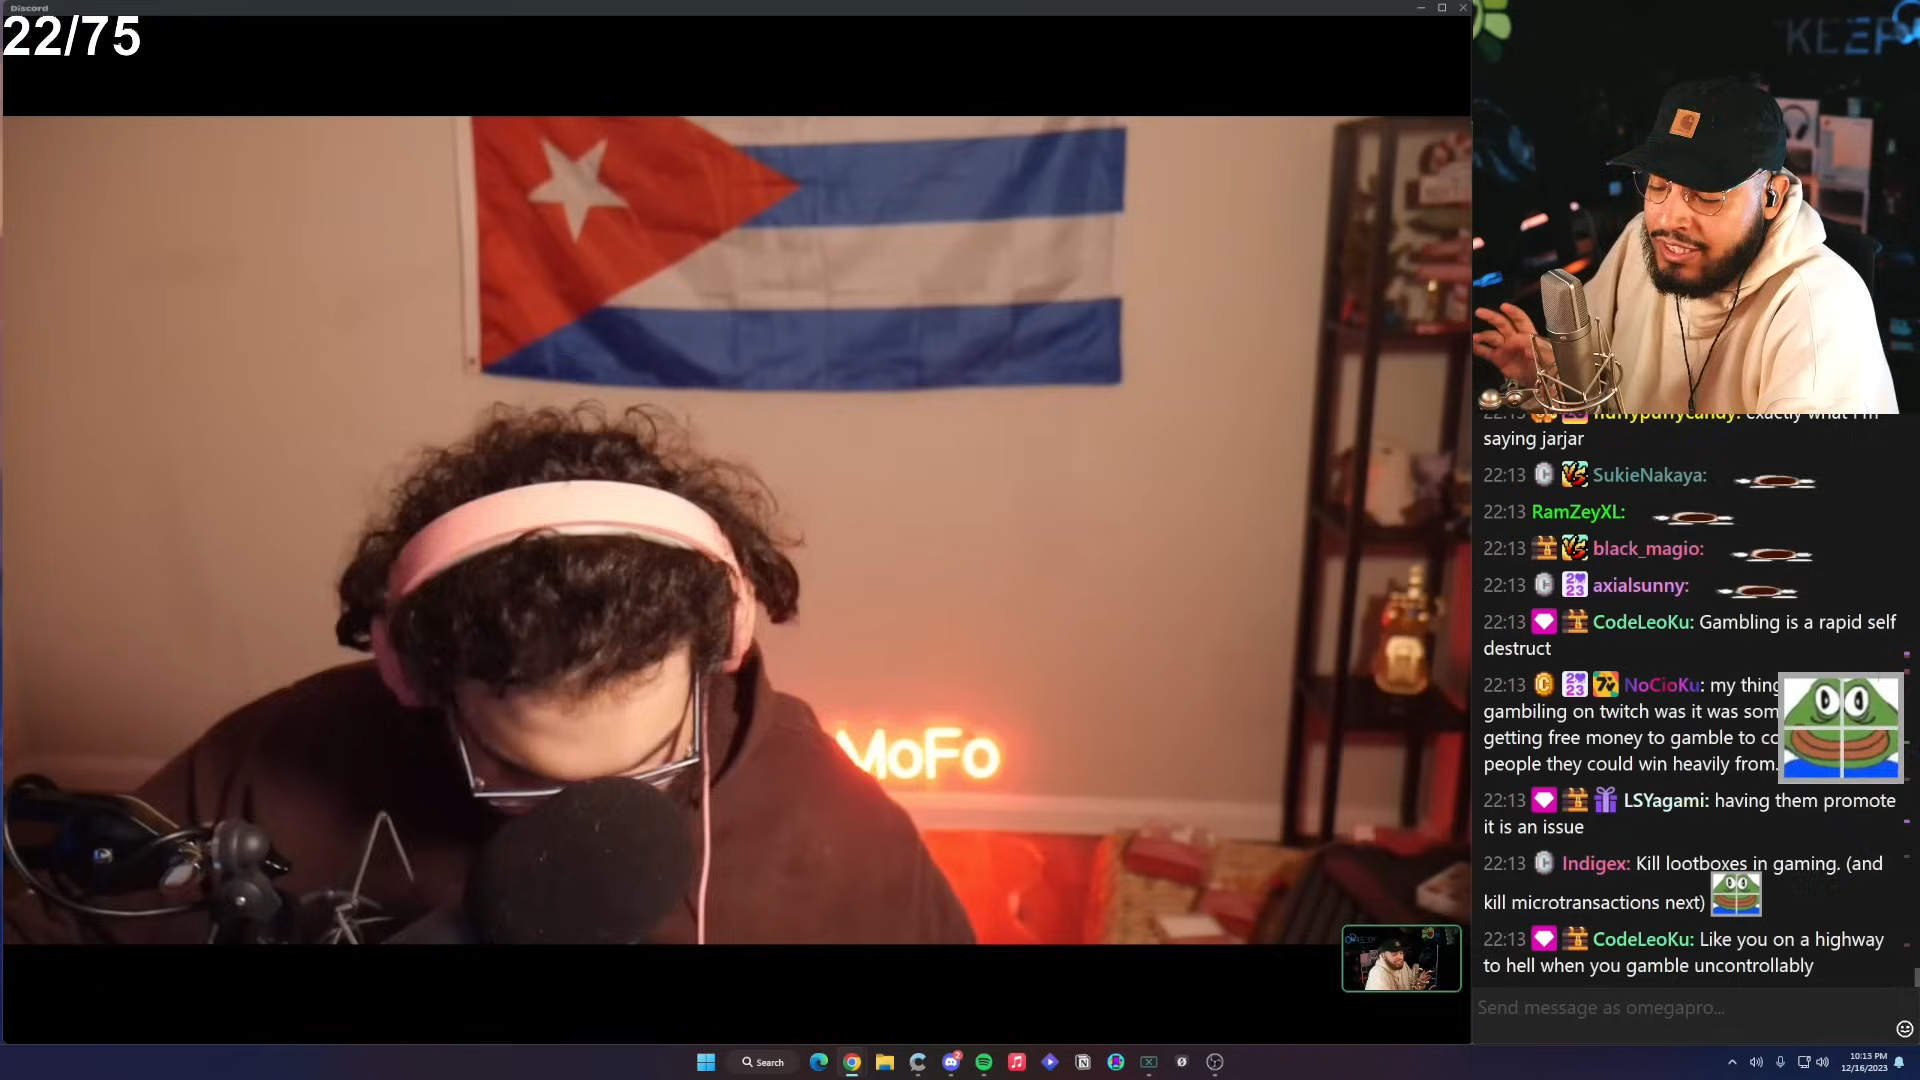 Discord
22/75
KEEP
MoFo
saying jarjar
22:13 SukieNakaya:
22:13 RamZeyXL:
22:13 black_magio:
22:13 axialsunny:
22:13 CodeLeoKu: Gambling is a rapid self
destruct
22:13 NoCioKu: my thing
gambiling on twitch was it was som
getting free money to gamble to co
people they could win heavily from.
22:13 LSYagami: having them promote
it is an issue
22:13 Indigex: Kill lootboxes in gaming. (and
kill microtransactions next)
22:13 CodeLeoKu: Like you on a highway
to hell when you gamble uncontrollably
Send message as omegapro...
Search
2
10:13 PM
12/16/2023